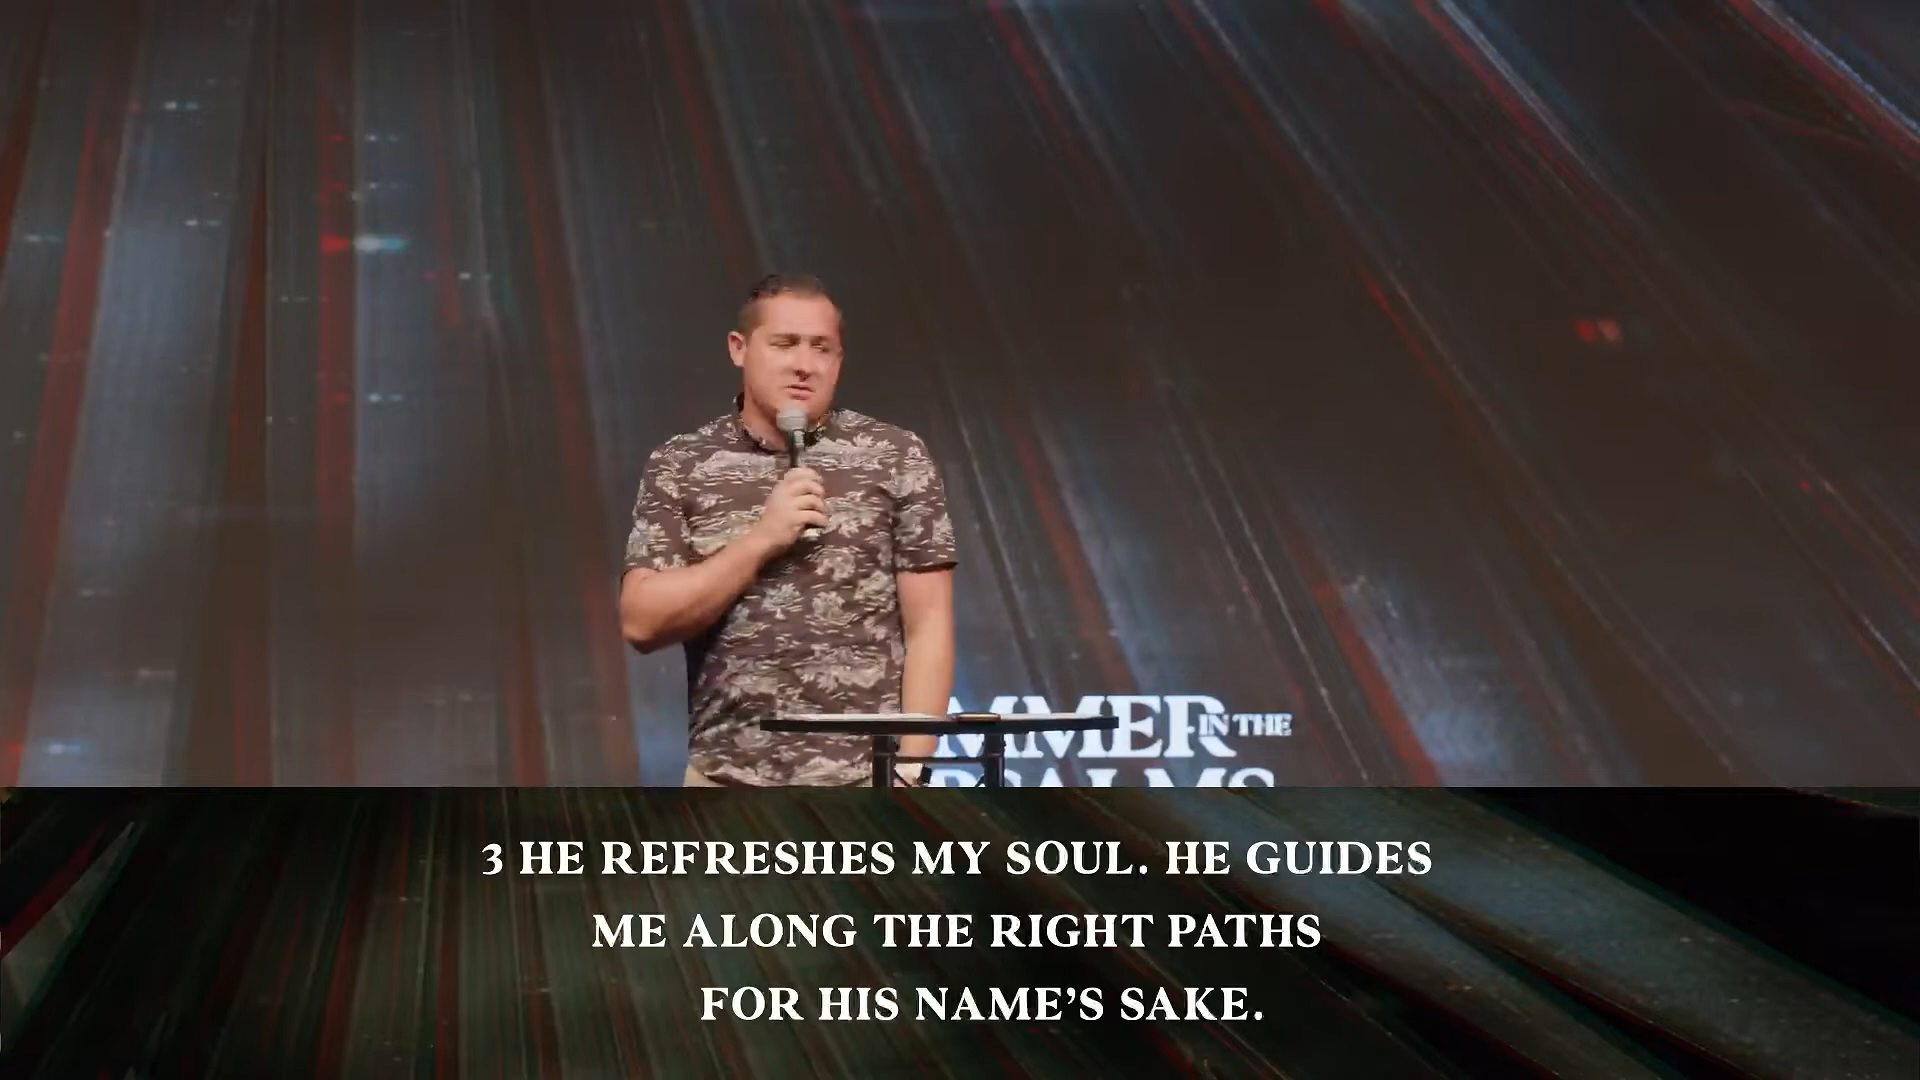 MMER IN THE
PSALMS
3 HE REFRESHES MY SOUL. HE GUIDES
ME ALONG THE RIGHT PATHS
FOR HIS NAME'S SAKE.